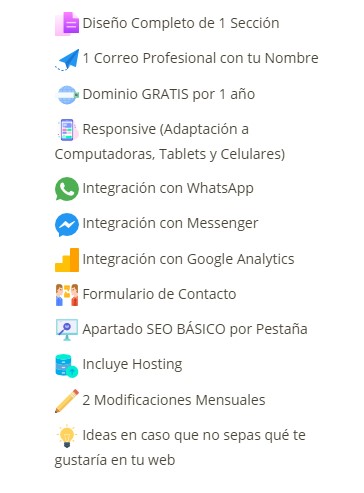 Diseño Completo de 1 Sección
1 Correo Profesional con tu Nombre
Dominio GRATIS por 1 año
Responsive (Adaptación a
Computadoras, Tablets y Celulares)
Integración con WhatsApp
Integración con Messenger
Integración con Google Analytics
Formulario de Contacto
Apartado SEO BÁSICO por Pestaña
Incluye Hosting
2 Modificaciones Mensuales
Ideas en caso que no sepas qué te
gustaría en tu web